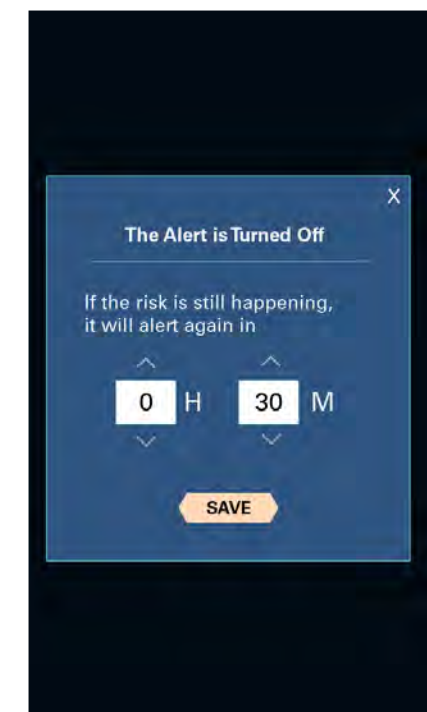 X
The Alert is Turned Off
If the risk is still happening,
it will alert again in
0 H 30 M
SAVE